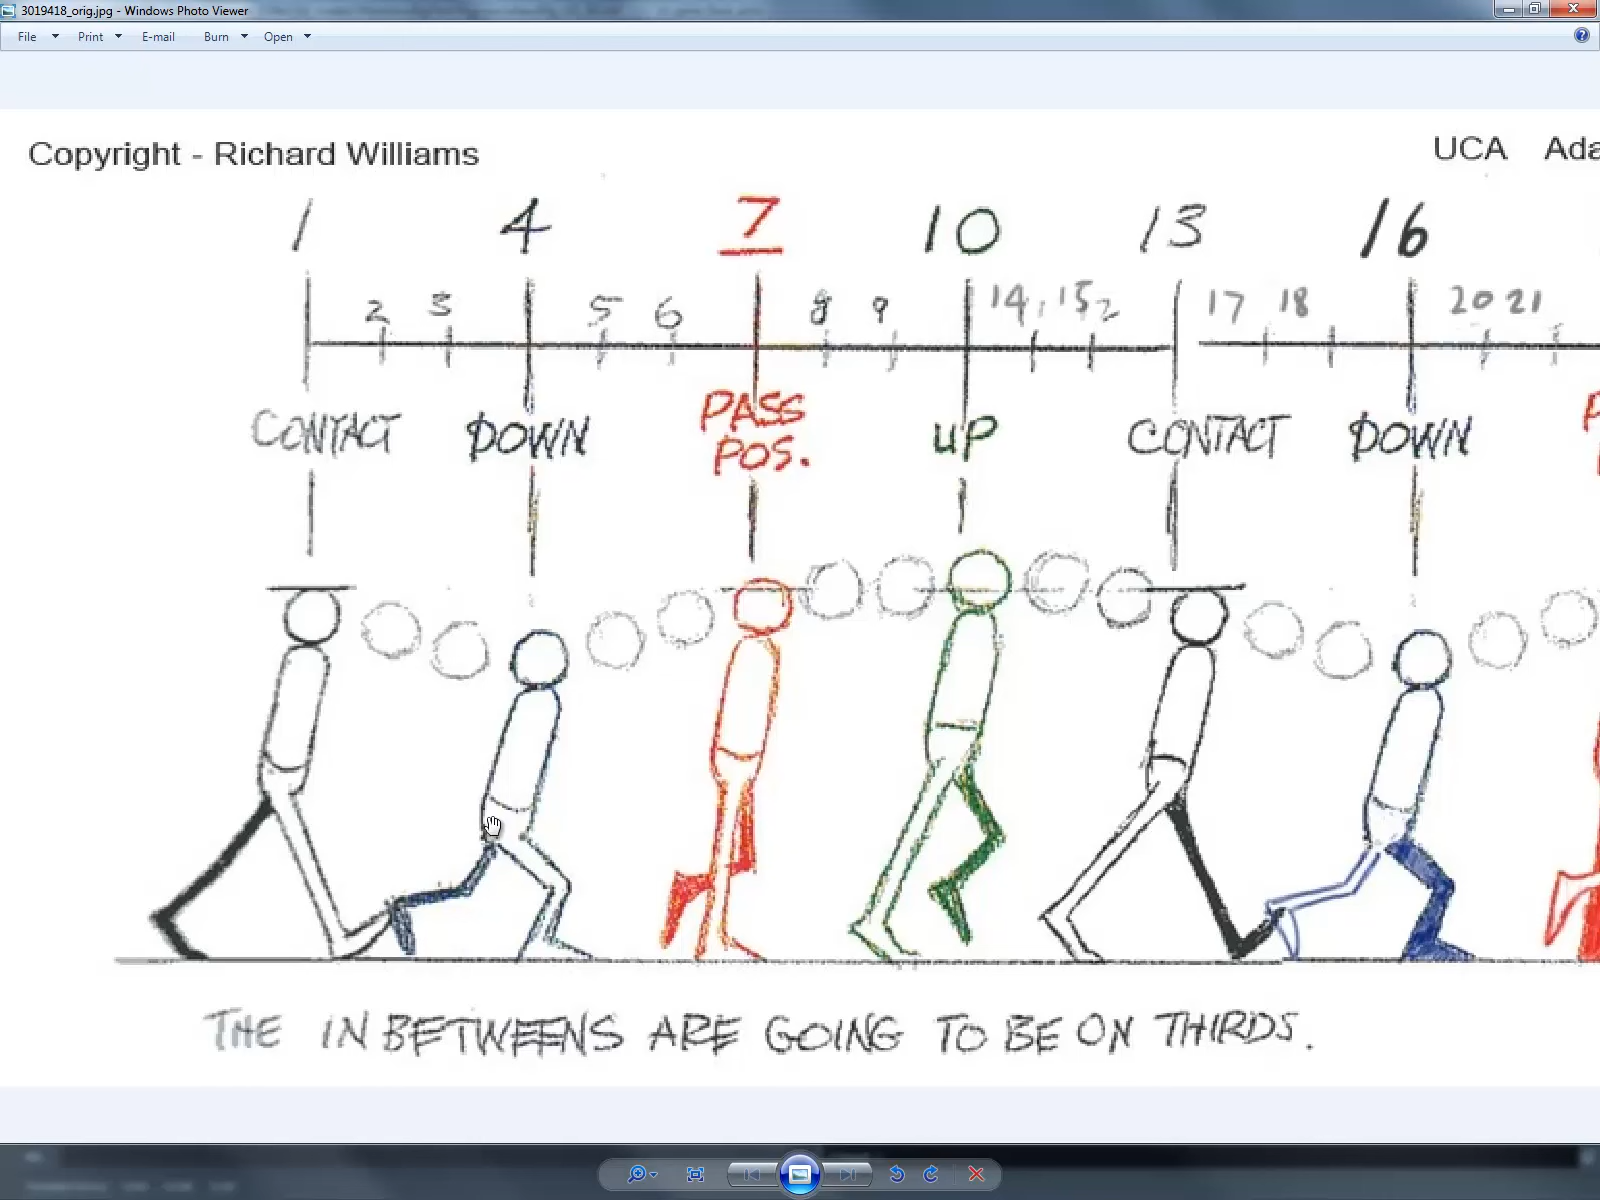 3019418_orig.jpg - Windows Photo Viewer
File Print E-mail Burn Open
Copyright - Richard Williams
UCA Ada
1 4 7 10 13 16
2 3 5 6 8 9 14, 15, 2 17 18 20 21
CONTACT DOWN PASS POS. UP CONTACT DOWN
THE INBETWEENS ARE GOING TO BE ON THIRDS.